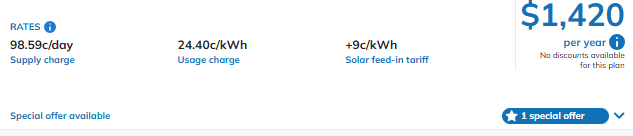 $1,420
RATES
98.59c/day
24.40c/kWh
+9c/kWh
per year
Supply charge
Usage charge
Solar feed-in tariff
No discounts available
for this plan
Special offer available
1 special offer